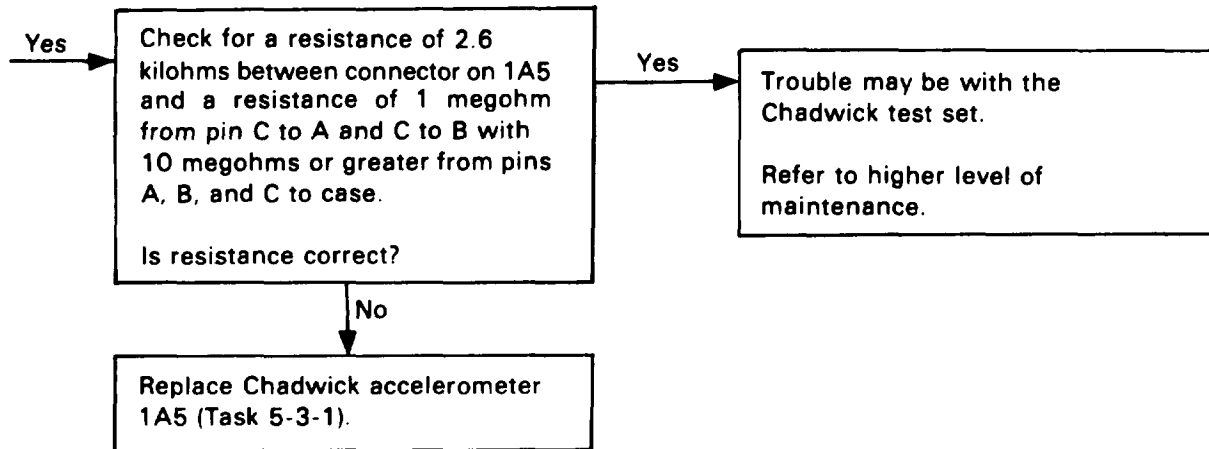 Yes
Check for a resistance of 2.6
kilohms between connector on 1A5
and a resistance of 1 megohm
from pin C to A and C to B with
10 megohms or greater from pins
A, B, and C to case.
Is resistance correct?
Yes
Trouble may be with the
Chadwick test set.
Refer to higher level of
maintenance.
No
Replace Chadwick accelerometer
1A5 (Task 5-3-1).